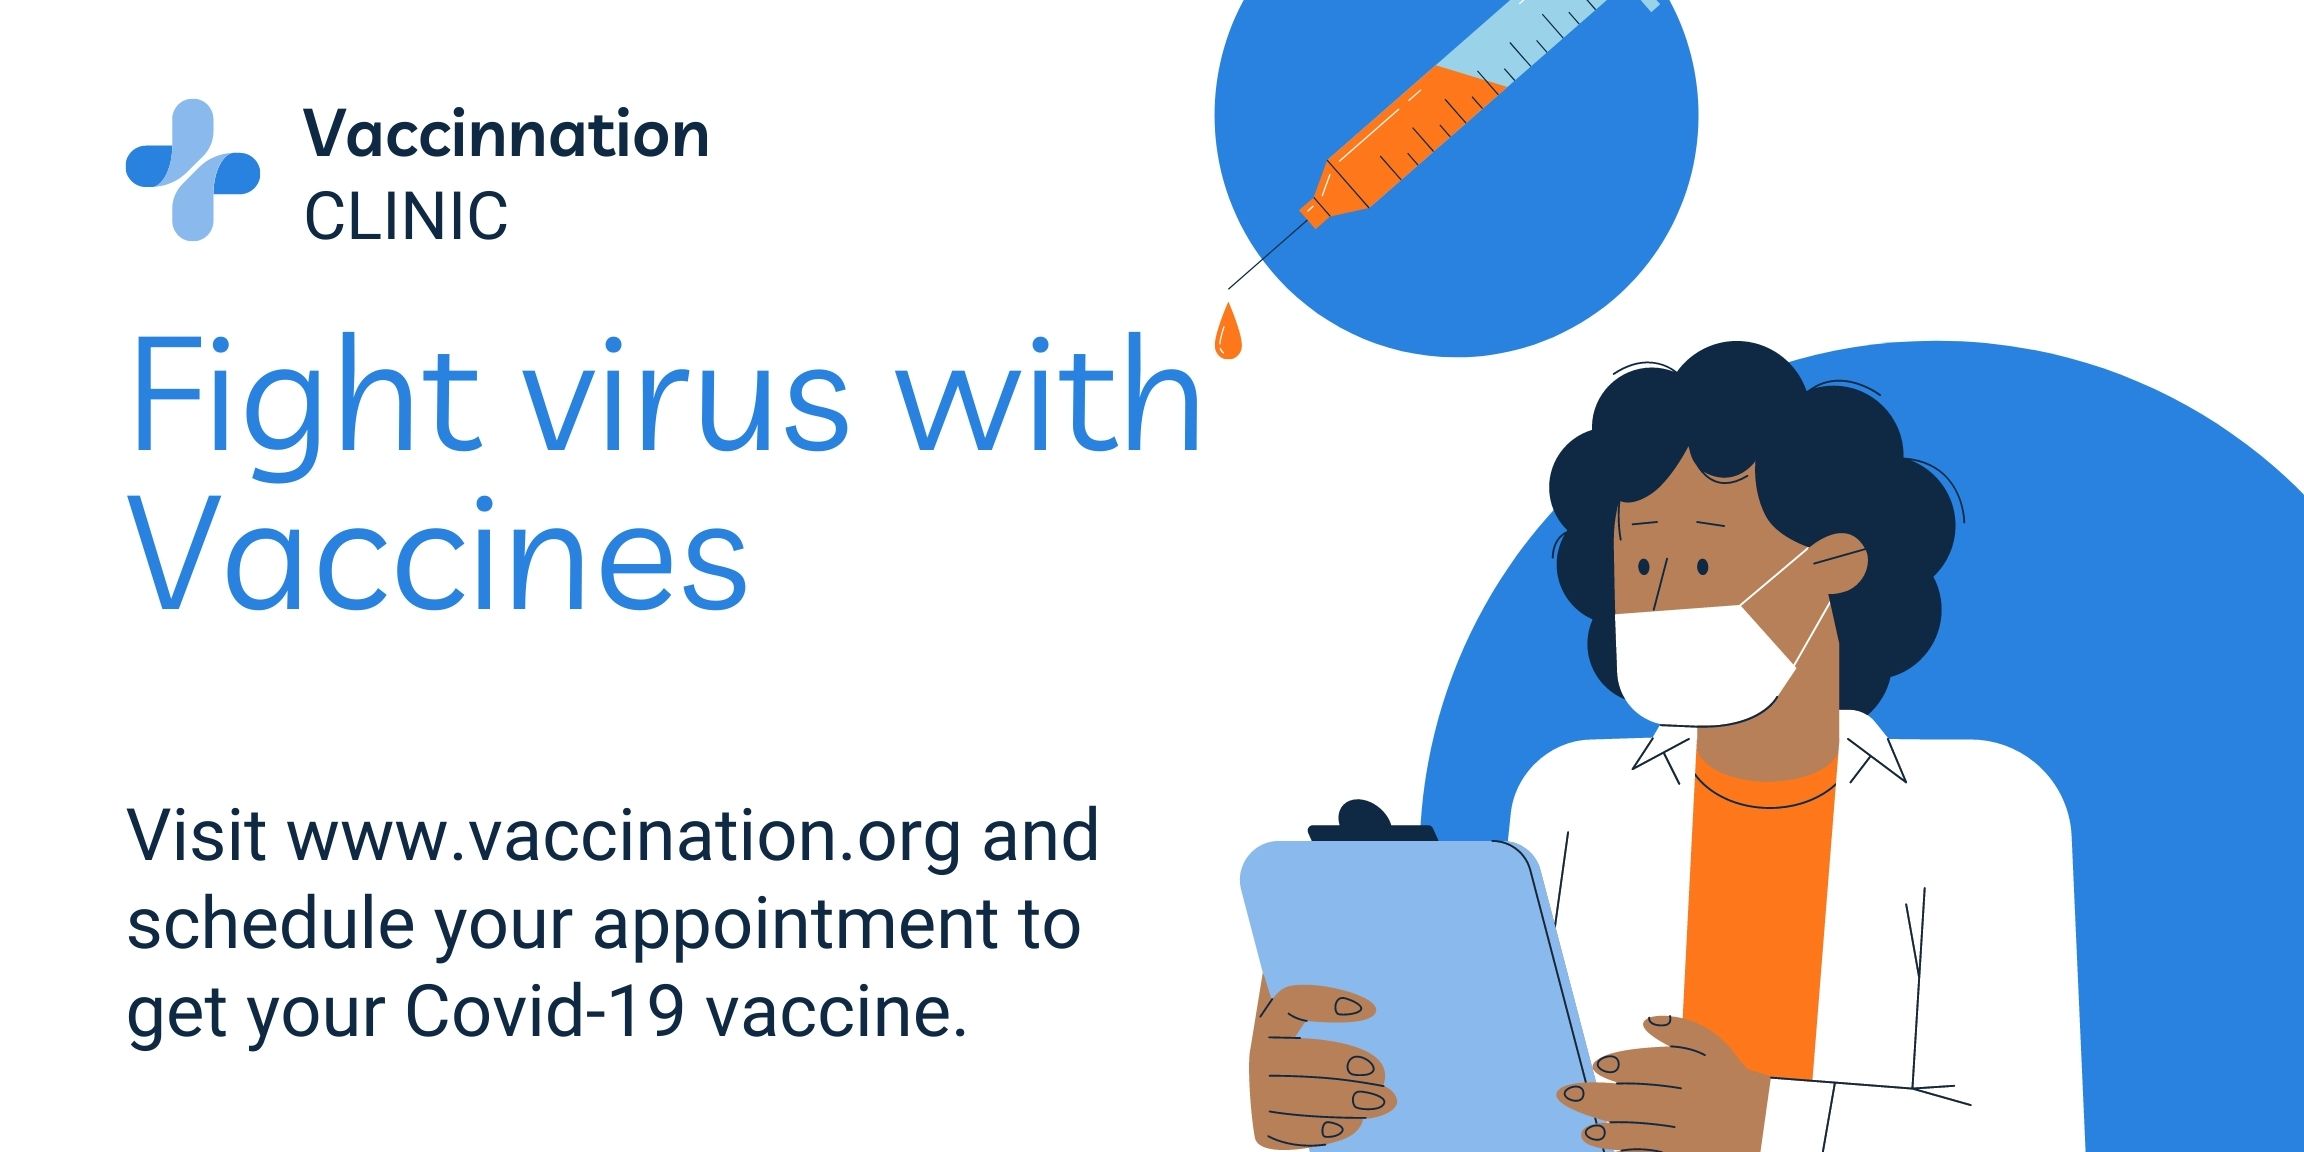 Vaccinnation
CLINIC
Fight virus with
Vaccines
Visit www.vaccination.org and
schedule your appointment to
get your Covid-19 vaccine.